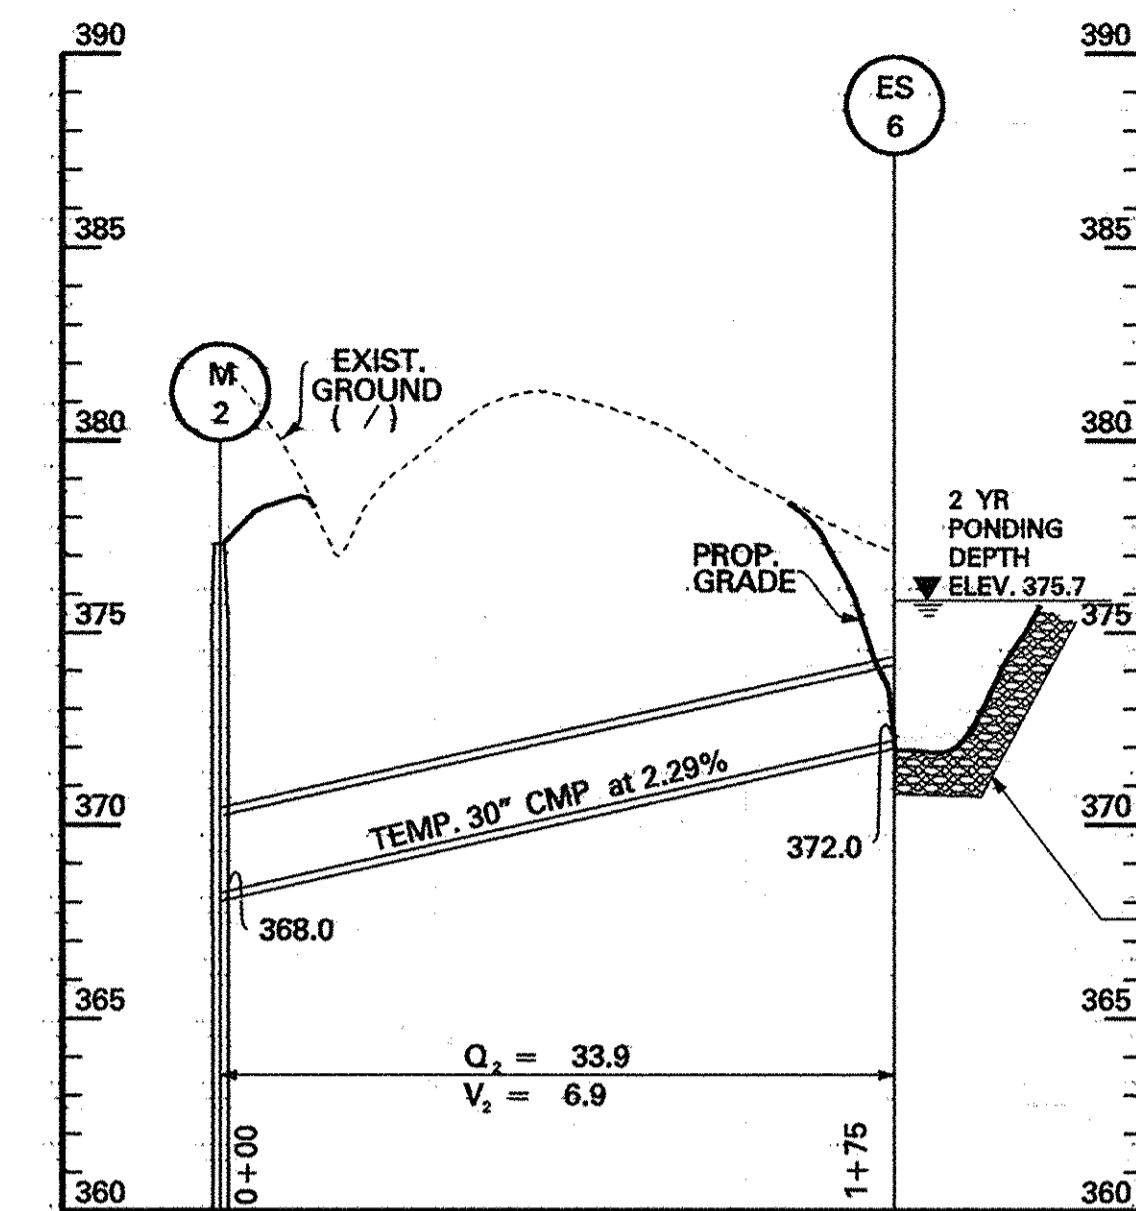 390
390
ES
6
385
385
M
2
EXIST.
GROUND
( / )
380
380
2 YR
PONDING
DEPTH
ELEV. 375.7
PROP.
GRADE
375
375
TEMP. 30" CMP at 2.29%
370
370
372.0
368.0
365
365
Q₂ = 33.9
V₂ = 6.9
0+00
1+75
360
360